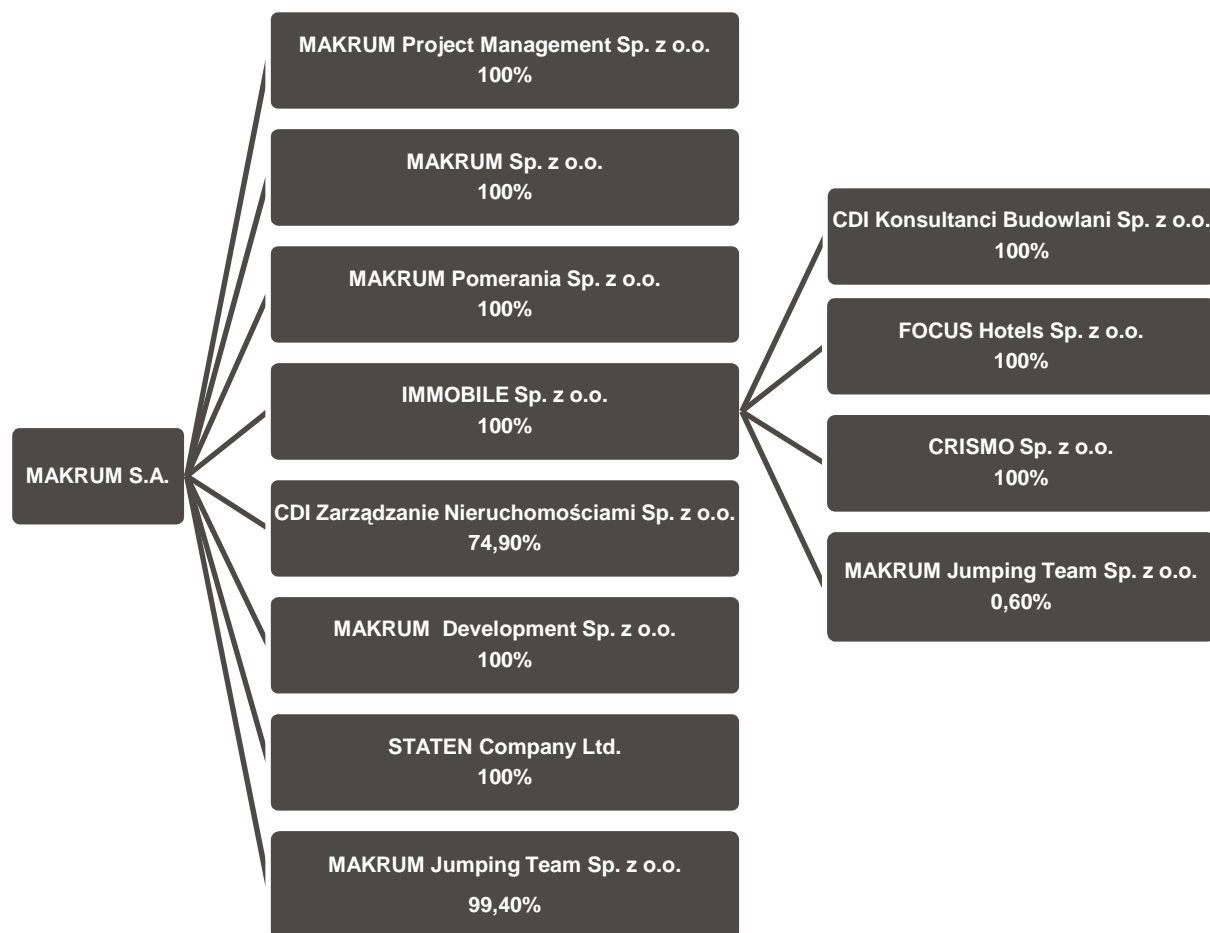 MAKRUM S.A.
MAKRUM Project Management Sp. z o.o.
100%
MAKRUM Sp. z o.o.
100%
MAKRUM Pomerania Sp. z o.o.
100%
IMMOBILE Sp. z o.o.
100%
CDI Zarządzanie Nieruchomościami Sp. z o.o.
74,90%
MAKRUM Development Sp. z o.o.
100%
STATEN Company Ltd.
100%
MAKRUM Jumping Team Sp. z o.o.
99,40%
CDI Konsultanci Budowlani Sp. z o.o.
100%
FOCUS Hotels Sp. z o.o.
100%
CRISMO Sp. z o.o.
100%
MAKRUM Jumping Team Sp. z o.o.
0,60%